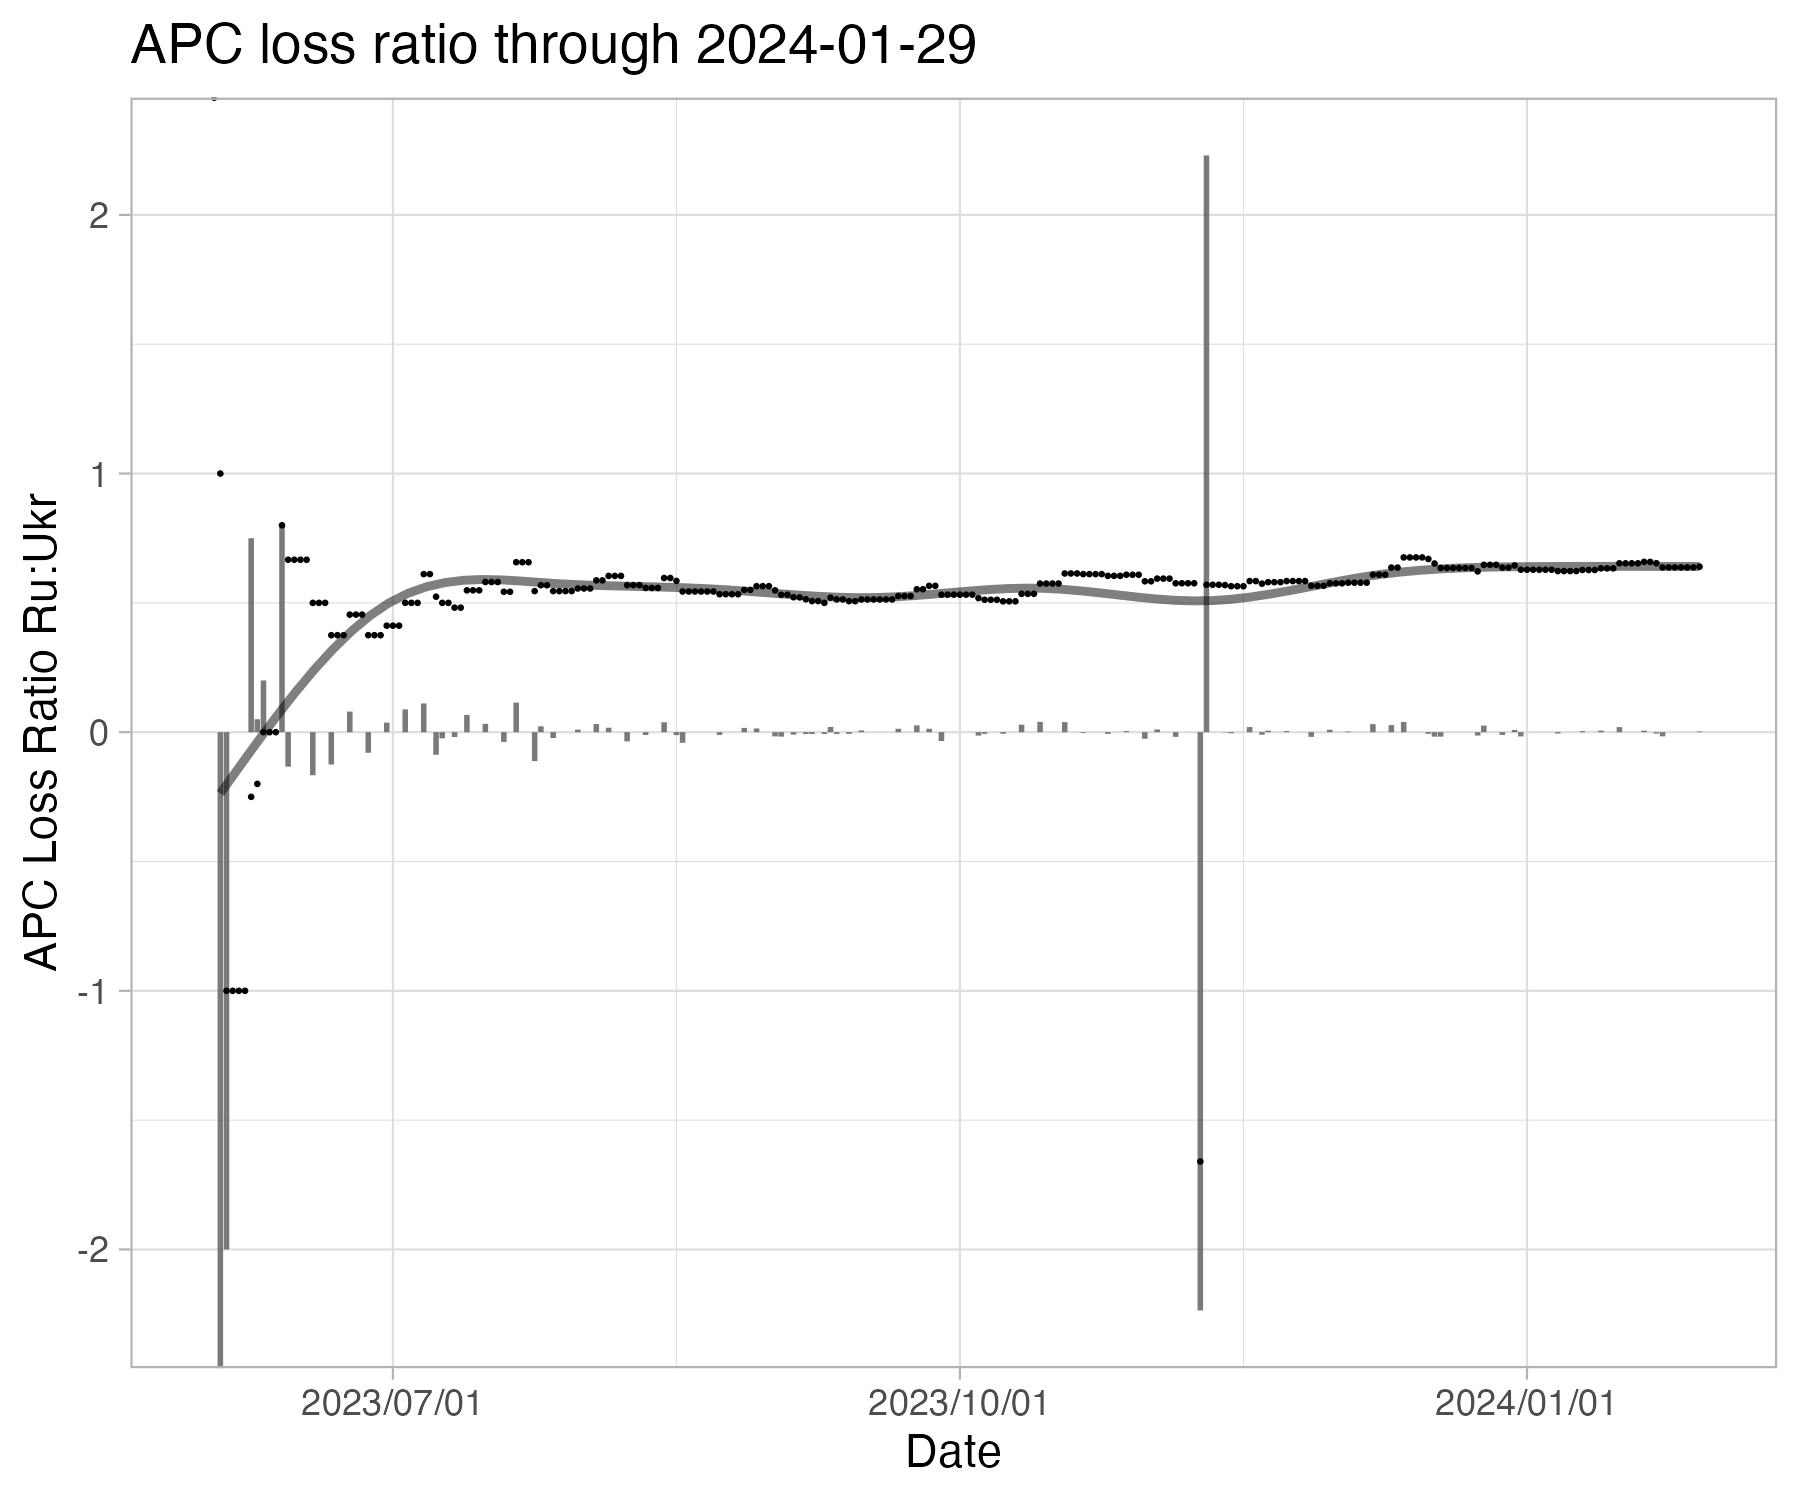 APC loss ratio through 2024-01-29
APC Loss Ratio Ru:Ukr
2
1
0
-1
-2
2023/07/01
2023/10/01
2024/01/01
Date